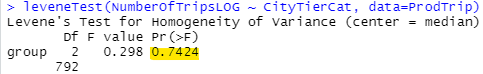 > leveneTest(NumberOfTripsLOG ~ CityTierCat, data=ProdTrip)
Levene's Test for Homogeneity of Variance (center = median)
Df F value Pr(>F)
group 2 0.298 0.7424
792